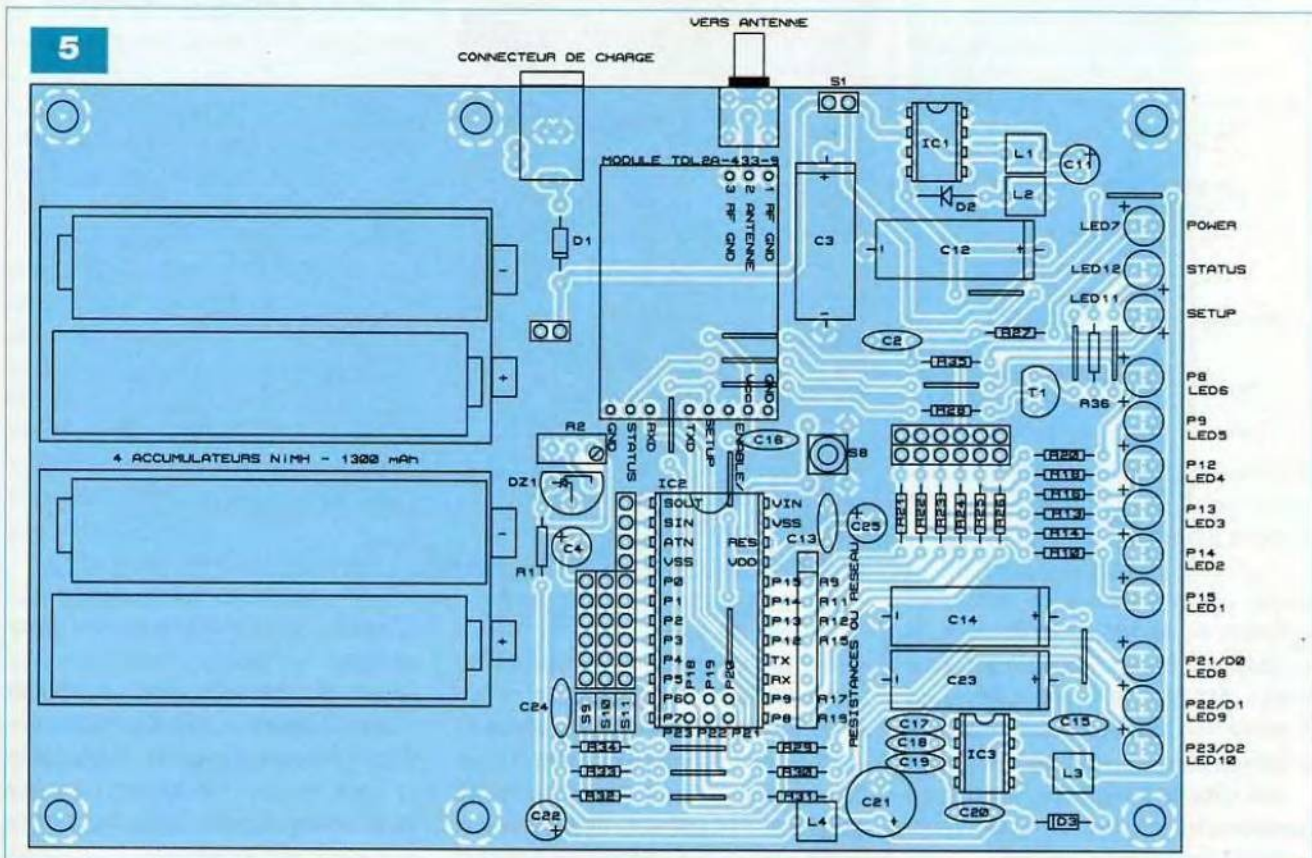 5
VERS ANTENNE
CONNECTEUR DE CHARGE
S1
IC1
L1
C11
L2
D2
MODULE TDL2A-433-9
3 RF GND
2 ANTENNE
1 RF GND
D1
C3
C12
LED7
POWER
LED12
STATUS
LED11
SETUP
R27
C2
R35
VCC
GND
R28
T1
R36
P8
LED6
P9
LED5
P12
LED4
P13
LED3
P14
LED2
P15
LED1
R2
GND
STATUS
RXD
TXD
SETUP
ENABLE/
C16
S8
4 ACCUMULATEURS NIMH - 1300 mAh
DZ1
IC2
R20
R18
R16
R13
R14
R10
R21
R22
R23
R24
R25
R26
SOUT
VIN
SIN
VSS
ATN
RES
VSS
VDD
C13
C25
C4
R1
P0
P15
R9
P1
P14
R11
P2
P13
R12
P3
P12
R15
P4
TX
P5
RX
P6
P9
R17
P7
P8
R19
P18
P19
P20
RESISTANCES OU RESEAU
C14
C23
P21/D0
LED8
P22/D1
LED9
P23/D2
LED10
C24
S9
S10
S11
P23
P22
P21
C17
C18
C19
IC3
C15
L3
R34
R29
R33
R30
R32
R31
C22
L4
C21
C20
D3